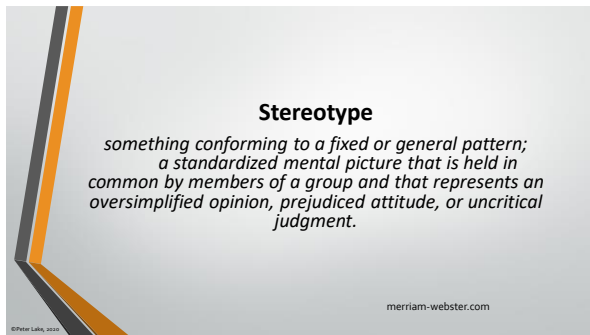 Stereotype
something conforming to a fixed or general pattern;
a standardized mental picture that is held in
common by members of a group and that represents an
oversimplified opinion, prejudiced attitude, or uncritical
judgment.
merriam-webster.com
©Peter Lake, 2020